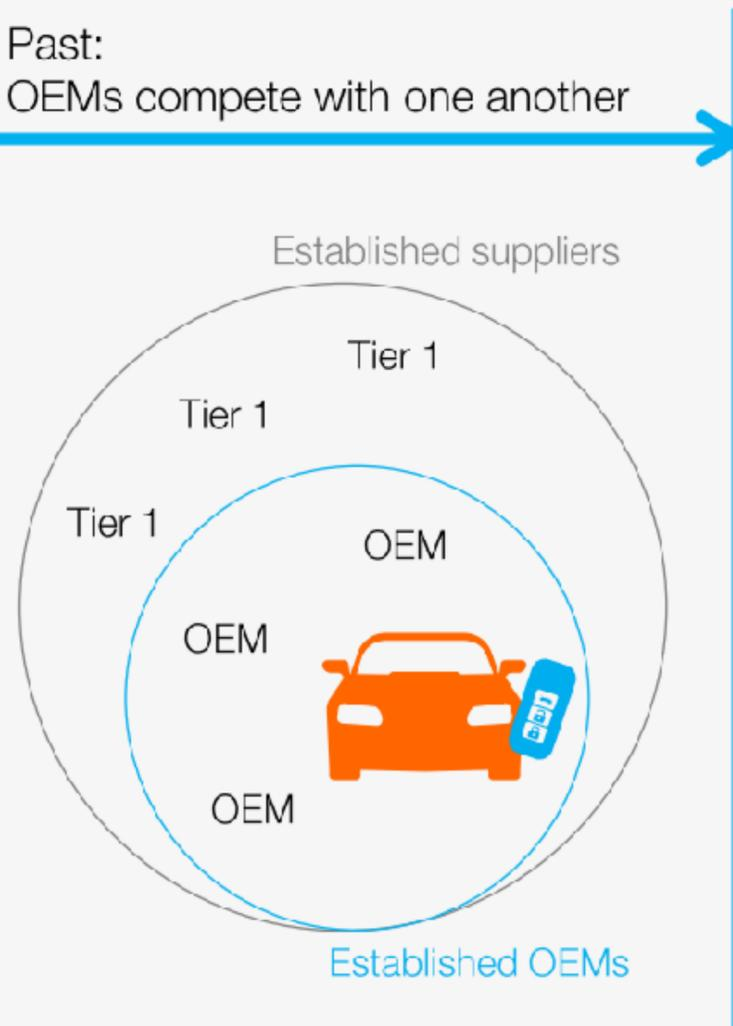 Past:
OEMs compete with one another
Established suppliers
Tier 1
Tier 1
Tier 1
OEM
OEM
OEM
Established OEMs